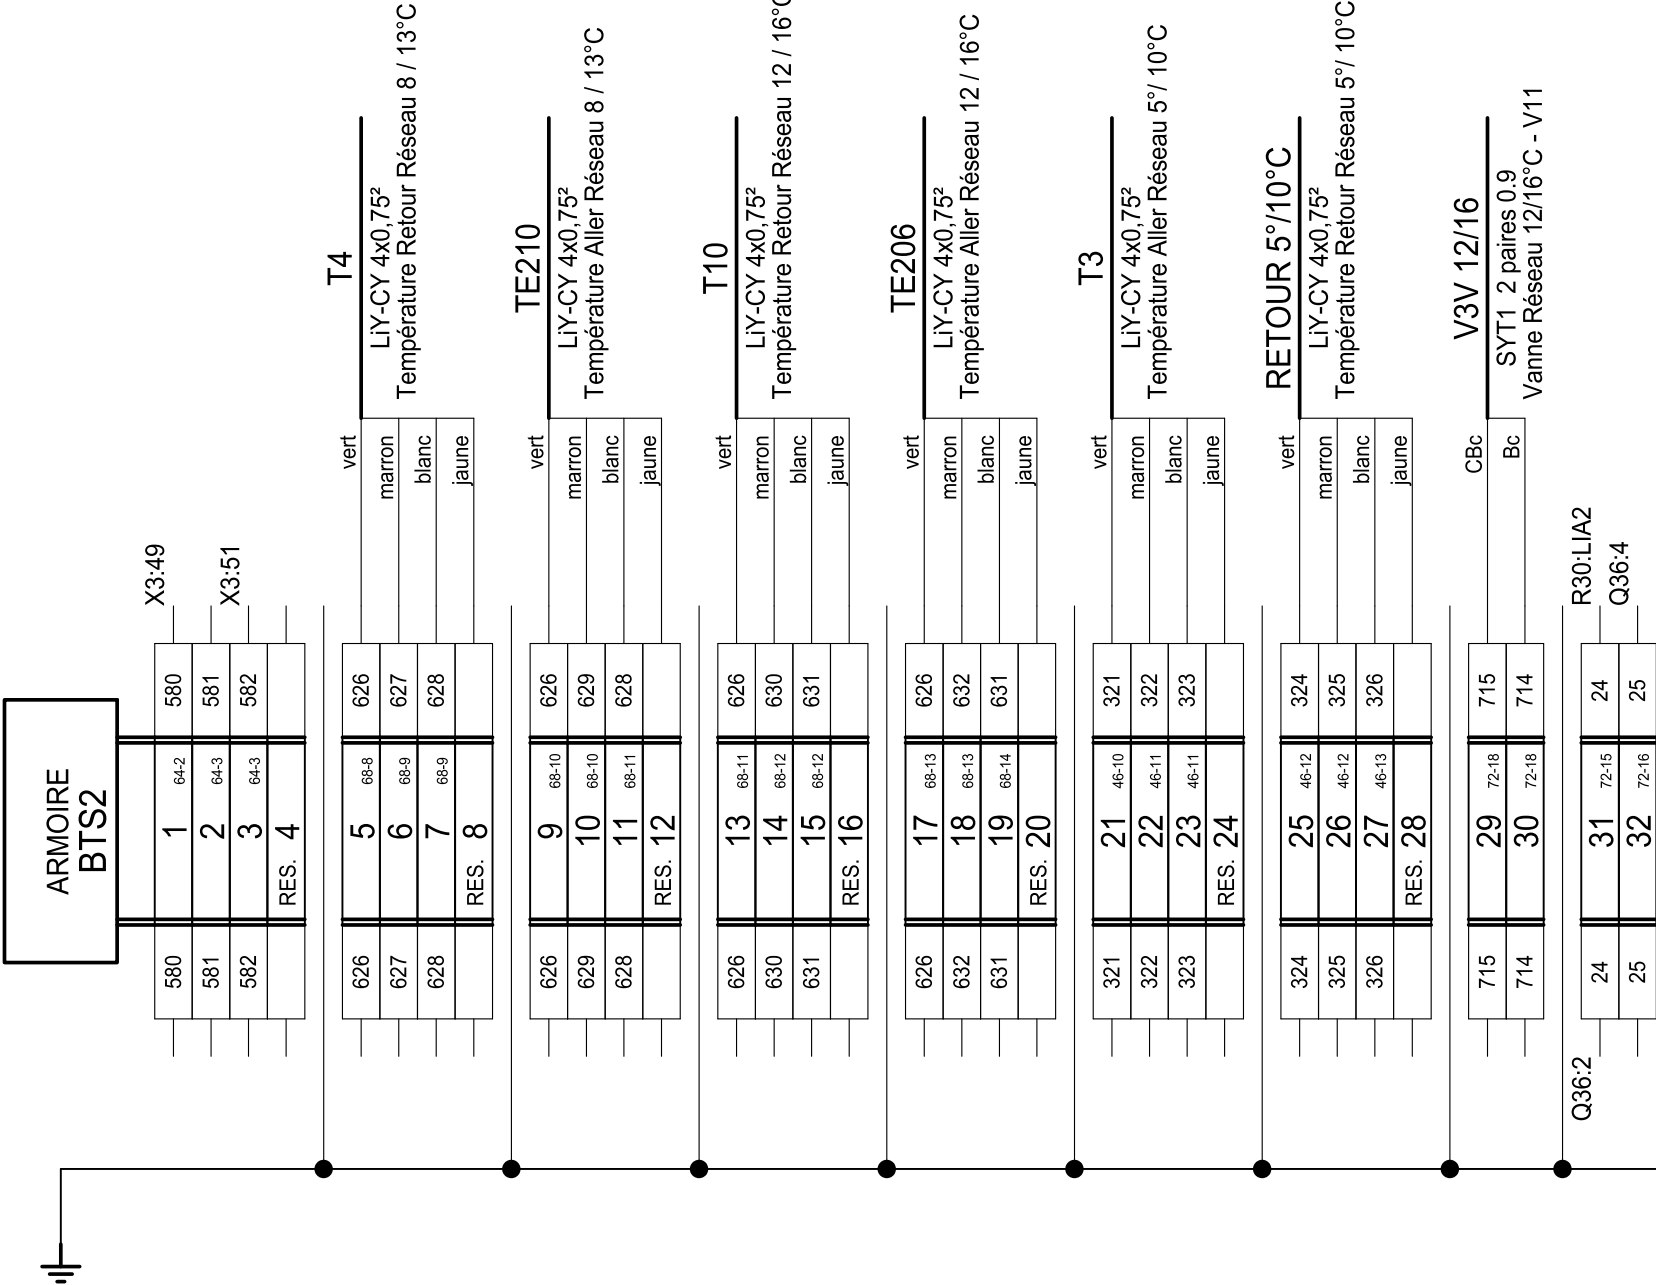 ARMOIRE
BTS2
X3:49
X3:51
580
581
582
64-2
64-3
64-3
1
2
3
RES. 4
580
581
582
T4
LiY-CY 4x0,75²
Température Retour Réseau 8 / 13°C
vert
marron
blanc
jaune
626
627
628
68-8
68-9
68-9
5
6
7
RES. 8
626
627
628
TE210
LiY-CY 4x0,75²
Température Aller Réseau 8 / 13°C
vert
marron
blanc
jaune
626
629
628
68-10
68-10
68-11
9
10
11
RES. 12
626
629
628
T10
LiY-CY 4x0,75²
Température Retour Réseau 12 / 16°C
vert
marron
blanc
jaune
626
630
631
68-11
68-12
68-12
13
14
15
RES. 16
626
630
631
TE206
LiY-CY 4x0,75²
Température Aller Réseau 12 / 16°C
vert
marron
blanc
jaune
626
632
631
68-13
68-13
68-14
17
18
19
RES. 20
626
632
631
T3
LiY-CY 4x0,75²
Température Aller Réseau 5°/ 10°C
vert
marron
blanc
jaune
321
322
323
46-10
46-11
46-11
21
22
23
RES. 24
321
322
323
RETOUR 5°/10°C
LiY-CY 4x0,75²
Température Retour Réseau 5°/ 10°C
vert
marron
blanc
jaune
324
325
326
46-12
46-12
46-13
25
26
27
RES. 28
324
325
326
V3V 12/16
SYT1 2 paires 0.9
Vanne Réseau 12/16°C - V11
CBc
Bc
715
714
72-18
72-18
29
30
715
714
R30:LIA2
Q36:4
24
25
72-15
72-16
31
32
24
25
Q36:2